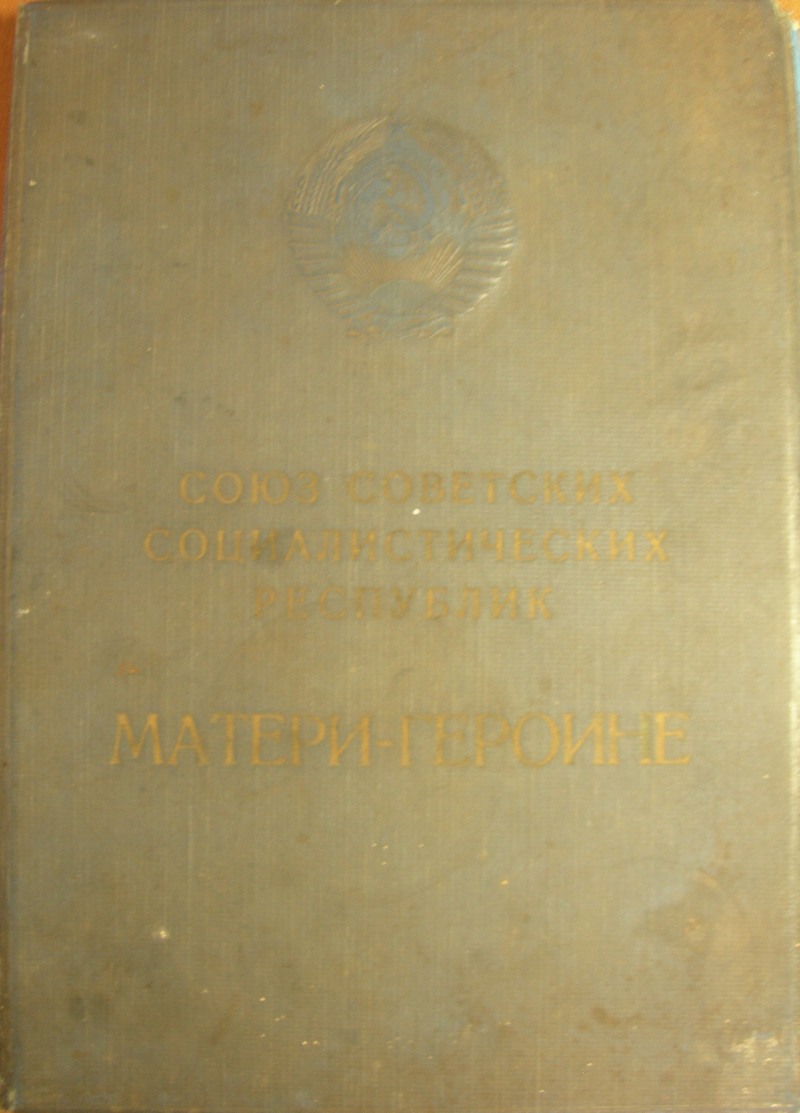 СОЮЗ СОВЕТСКИХ
СОЦИАЛИСТИЧЕСКИХ
РЕСПУБЛИК
МАТЕРИ-ГЕРОИНЕ